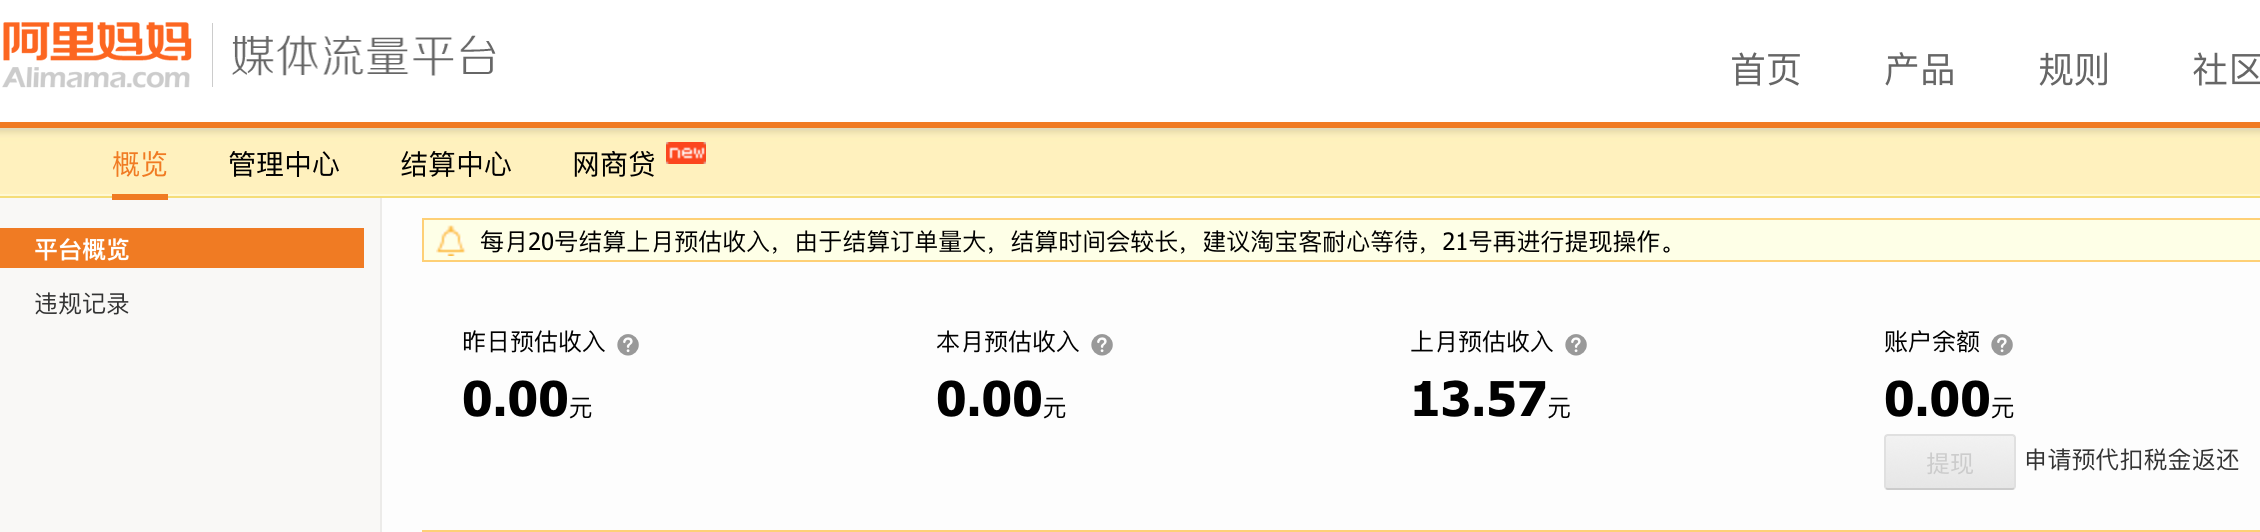 阿里妈妈
Alimama.com
媒体流量平台
首页 产品 规则 社区
概览 管理中心 结算中心 网商贷 new
平台概览
违规记录
每月20号结算上月预估收入，由于结算订单量大，结算时间会较长，建议淘宝客耐心等待，21号再进行提现操作。
昨日预估收入 ? 本月预估收入 ? 上月预估收入 ? 账户余额 ?
0.00元 0.00元 13.57元 0.00元
提现 申请预代扣税金返还